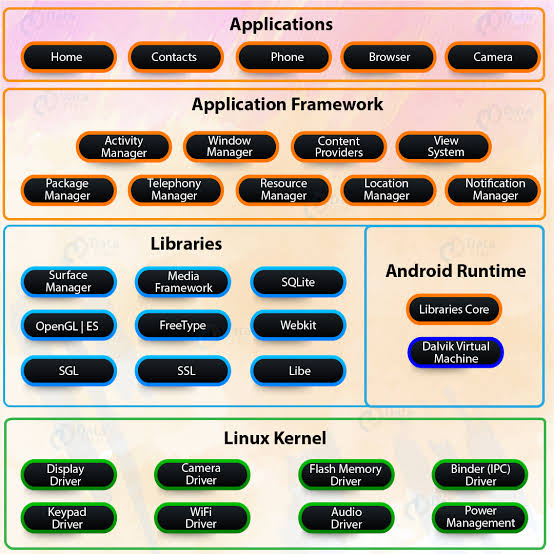 Applications
Home
Contacts
Phone
Browser
Camera
Application Framework
Activity
Manager
Window
Manager
Content
Providers
View
System
Package
Manager
Telephony
Manager
Resource
Manager
Location
Manager
Notification
Manager
Libraries
Surface
Manager
Media
Framework
SQLite
OpenGL | ES
FreeType
Webkit
SGL
SSL
Libe
Android Runtime
Libraries Core
Dalvik Virtual
Machine
Linux Kernel
Display
Driver
Camera
Driver
Flash Memory
Driver
Binder (IPC)
Driver
Keypad
Driver
WiFi
Driver
Audio
Driver
Power
Management